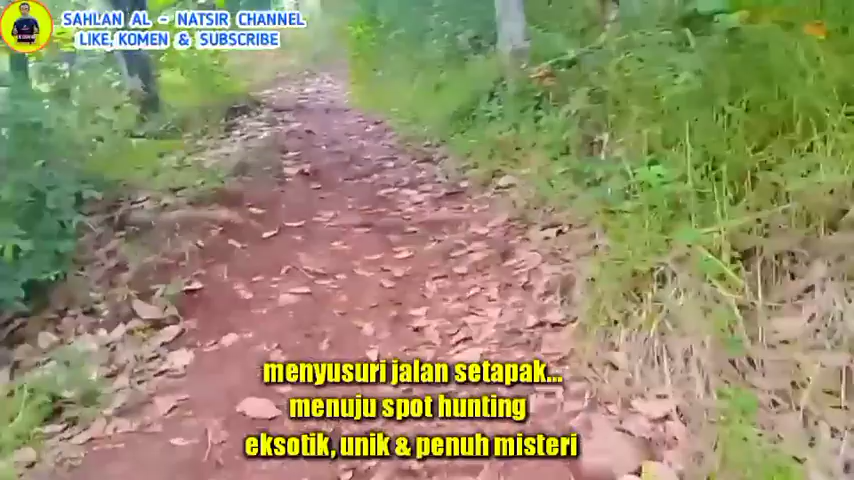 SAHLAN AL - NATSIR CHANNEL
LIKE, KOMEN & SUBSCRIBE
menyusuri jalan setapak...
menuju spot hunting
eksotik, unik & penuh misteri